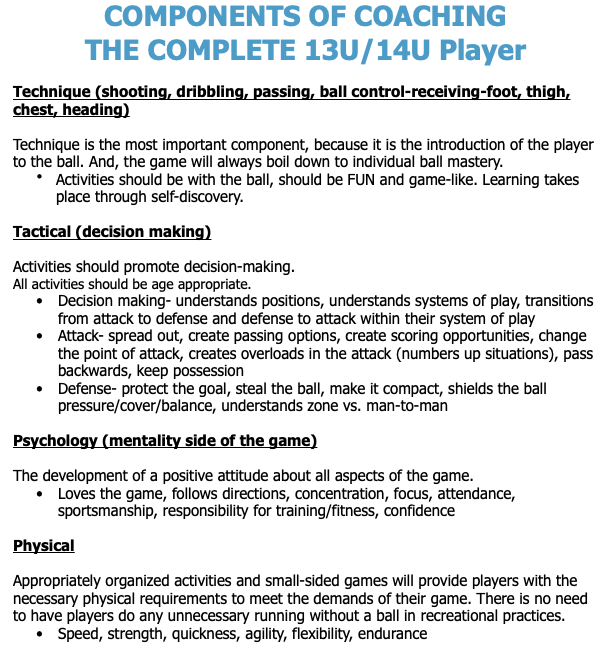 COMPONENTS OF COACHING
THE COMPLETE 13U/14U Player
Technique (shooting, dribbling, passing, ball control-receiving-foot, thigh,
chest, heading)
Technique is the most important component, because it is the introduction of the player
to the ball. And, the game will always boil down to individual ball mastery.
• Activities should be with the ball, should be FUN and game-like. Learning takes
place through self-discovery.
Tactical (decision making)
Activities should promote decision-making.
All activities should be age appropriate.
• Decision making- understands positions, understands systems of play, transitions
from attack to defense and defense to attack within their system of play
• Attack- spread out, create passing options, create scoring opportunities, change
the point of attack, creates overloads in the attack (numbers up situations), pass
backwards, keep possession
• Defense- protect the goal, steal the ball, make it compact, shields the ball
pressure/cover/balance, understands zone vs. man-to-man
Psychology (mentality side of the game)
The development of a positive attitude about all aspects of the game.
• Loves the game, follows directions, concentration, focus, attendance,
sportsmanship, responsibility for training/fitness, confidence
Physical
Appropriately organized activities and small-sided games will provide players with the
necessary physical requirements to meet the demands of their game. There is no need
to have players do any unnecessary running without a ball in recreational practices.
• Speed, strength, quickness, agility, flexibility, endurance